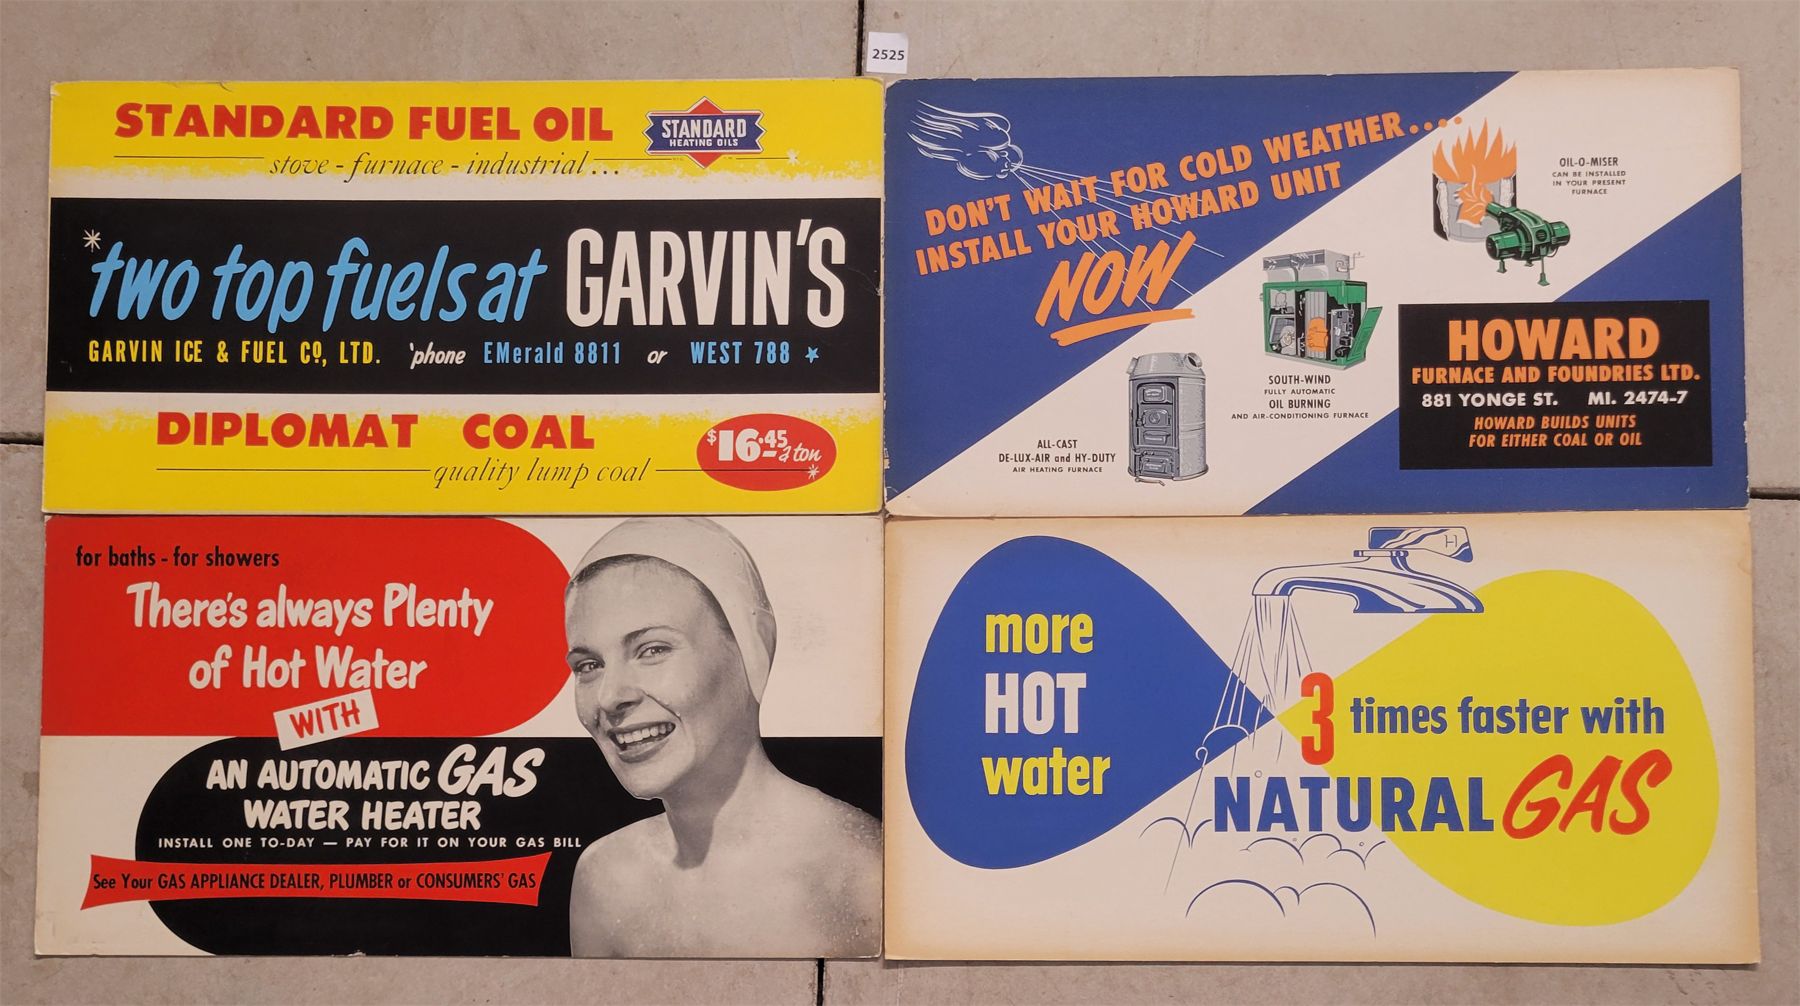 2525
STANDARD FUEL OIL
STANDARD
HEATING OILS
stove - furnace - industrial...
two top fuels at GARVIN'S
GARVIN ICE & FUEL Co., LTD. 'phone EMerald 8811 or WEST 788
DIPLOMAT COAL
$16.45 a ton
quality lump coal
DON'T WAIT FOR COLD WEATHER....
INSTALL YOUR HOWARD UNIT
NOW
OIL-O-MISER
CAN BE INSTALLED
IN YOUR PRESENT
FURNACE
SOUTH-WIND
FULLY AUTOMATIC
OIL BURNING
AND AIR-CONDITIONING FURNACE
ALL-CAST
DE-LUX-AIR and HY-DUTY
AIR HEATING FURNACE
HOWARD
FURNACE AND FOUNDRIES LTD.
881 YONGE ST. MI. 2474-7
HOWARD BUILDS UNITS
FOR EITHER COAL OR OIL
for baths - for showers
There's always Plenty
of Hot Water
WITH
AN AUTOMATIC GAS
WATER HEATER
INSTALL ONE TO-DAY — PAY FOR IT ON YOUR GAS BILL
See Your GAS APPLIANCE DEALER, PLUMBER or CONSUMERS' GAS
H
more
HOT
water
3 times faster with
NATURAL GAS